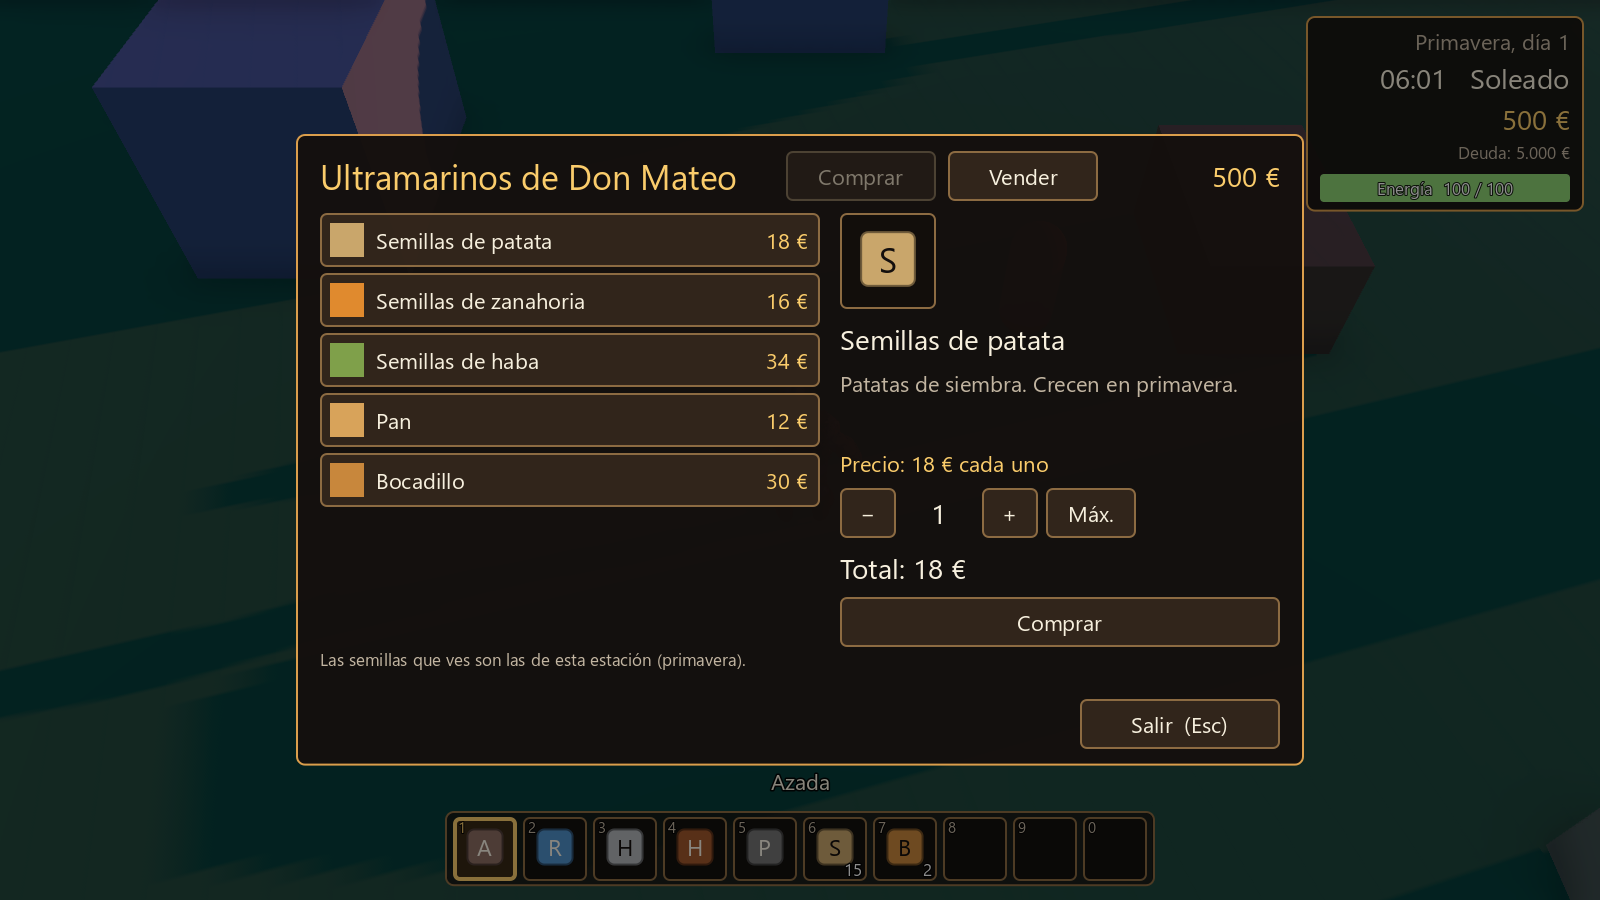 Primavera, día 1
06:01 Soleado
500 €
Deuda: 5.000 €
Energía 100 / 100
Ultramarinos de Don Mateo
Comprar
Vender
500 €
Semillas de patata 18 €
Semillas de zanahoria 16 €
Semillas de haba 34 €
Pan 12 €
Bocadillo 30 €
Las semillas que ves son las de esta estación (primavera).
S
Semillas de patata
Patatas de siembra. Crecen en primavera.
Precio: 18 € cada uno
− 1 + Máx.
Total: 18 €
Comprar
Salir (Esc)
Azada
1 A
2 R
3 H
4 H
5 P
6 S 15
7 B 2
8
9
0